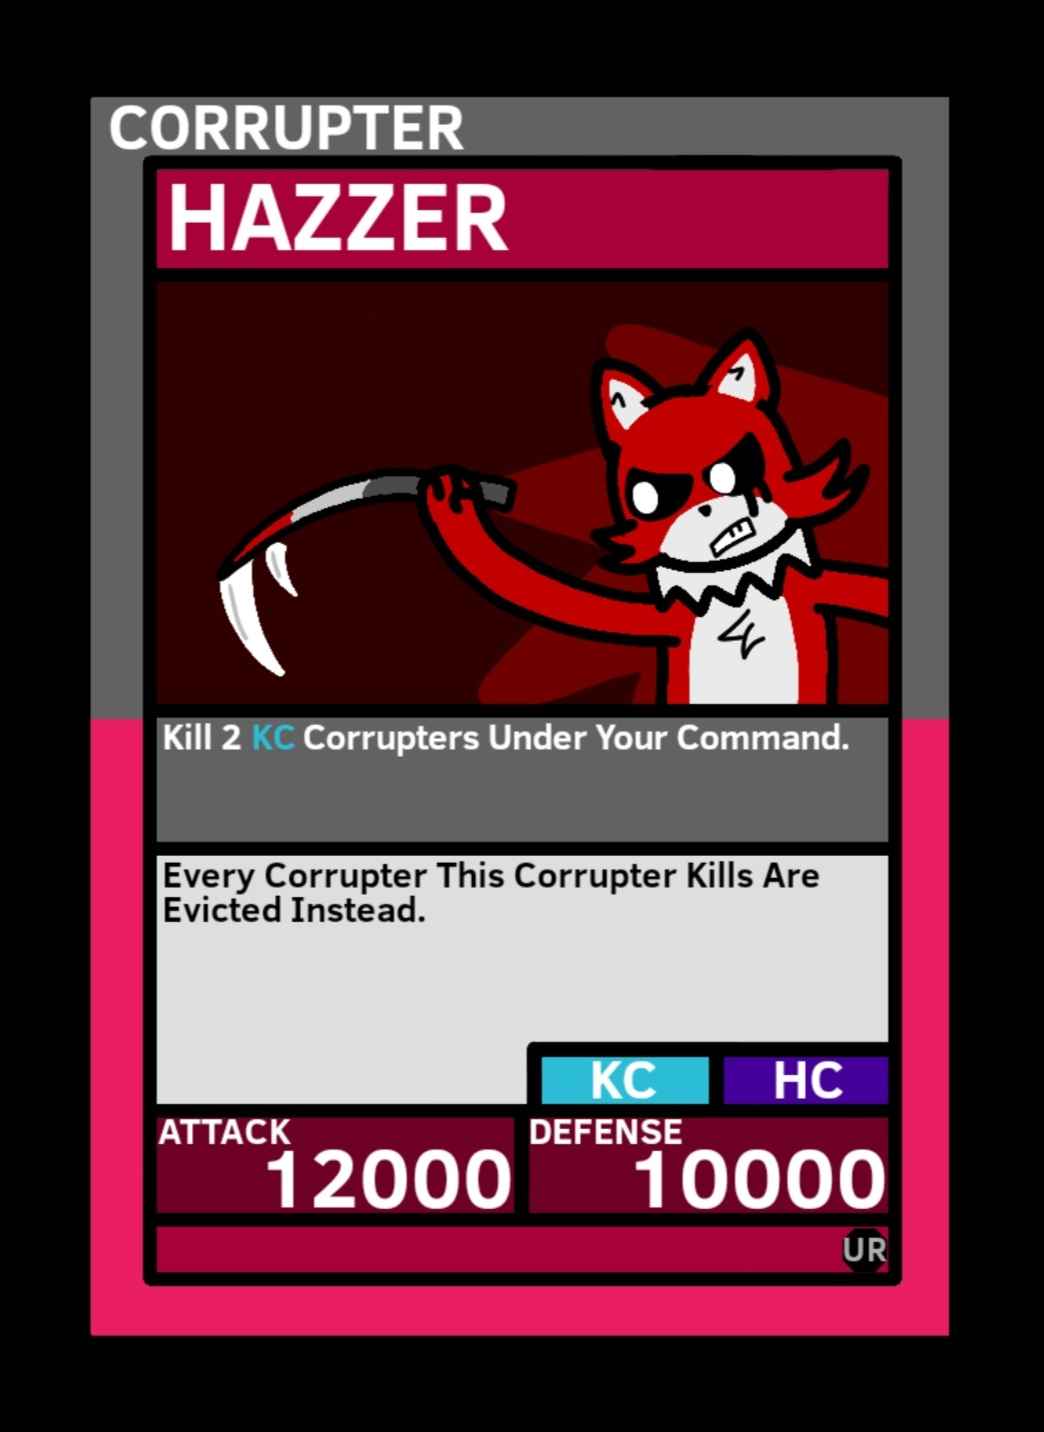 CORRUPTER
HAZZER
Kill 2 KC Corrupters Under Your Command.
Every Corrupter This Corrupter Kills Are
Evicted Instead.
KC HC
ATTACK DEFENSE
12000 10000
UR